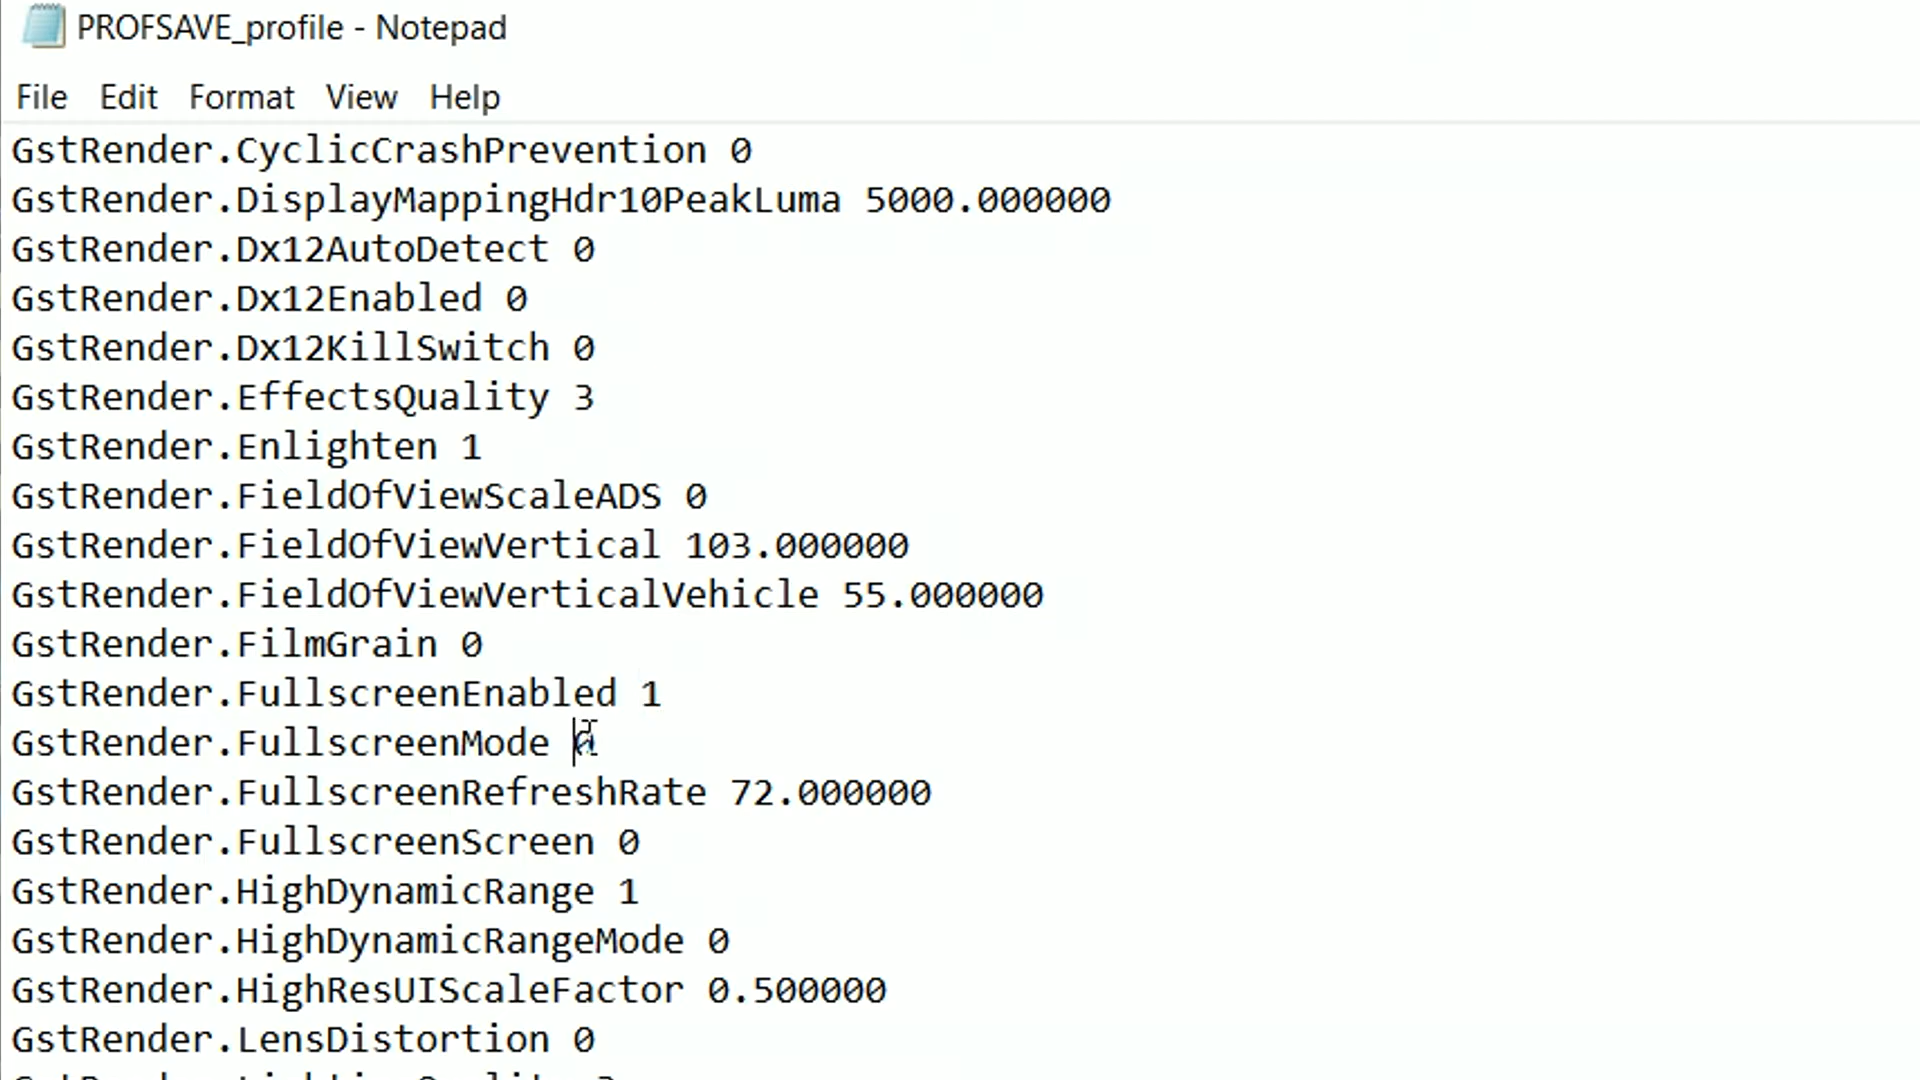 PROFSAVE_profile - Notepad
File Edit Format View Help
GstRender.CyclicCrashPrevention 0
GstRender.DisplayMappingHdr10PeakLuma 5000.000000
GstRender.Dx12AutoDetect 0
GstRender.Dx12Enabled 0
GstRender.Dx12KillSwitch 0
GstRender.EffectsQuality 3
GstRender.Enlighten 1
GstRender.FieldOfViewScaleADS 0
GstRender.FieldOfViewVertical 103.000000
GstRender.FieldOfViewVerticalVehicle 55.000000
GstRender.FilmGrain 0
GstRender.FullscreenEnabled 1
GstRender.FullscreenMode
GstRender.FullscreenRefreshRate 72.000000
GstRender.FullscreenScreen 0
GstRender.HighDynamicRange 1
GstRender.HighDynamicRangeMode 0
GstRender.HighResUIScaleFactor 0.500000
GstRender.LensDistortion 0